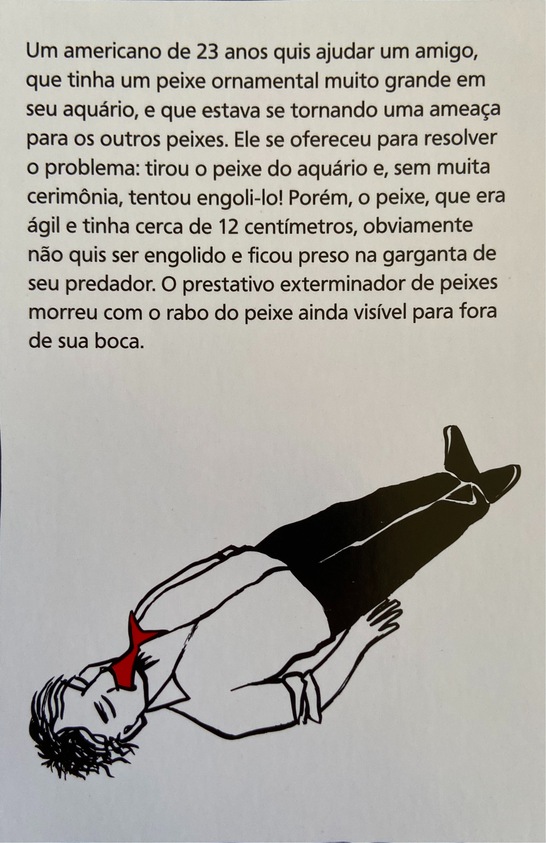 Um americano de 23 anos quis ajudar um amigo,
que tinha um peixe ornamental muito grande em
seu aquário, e que estava se tornando uma ameaça
para os outros peixes. Ele se ofereceu para resolver
o problema: tirou o peixe do aquário e, sem muita
cerimônia, tentou engoli-lo! Porém, o peixe, que era
ágil e tinha cerca de 12 centímetros, obviamente
não quis ser engolido e ficou preso na garganta de
seu predador. O prestativo exterminador de peixes
morreu com o rabo do peixe ainda visível para fora
de sua boca.